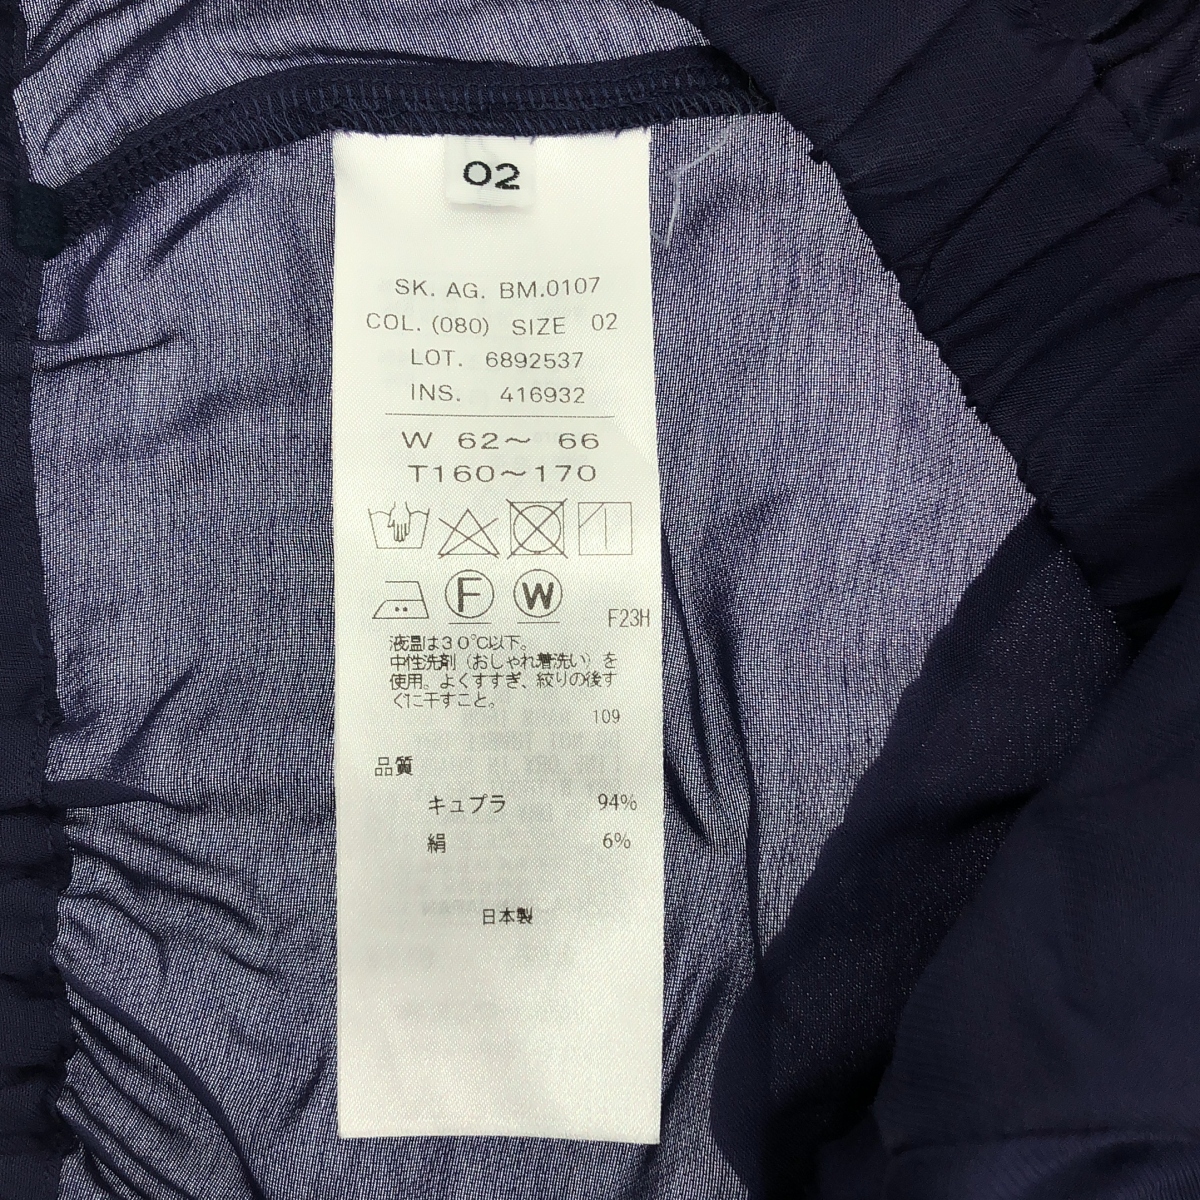 02
SK. AG. BM.0107
COL. (080) SIZE 02
LOT. 6892537
INS. 416932
W 62～ 66
T160～170
F W
F23H
液温は30℃以下。
中性洗剤（おしゃれ着洗い）を
使用。よくすすぎ、絞りの後す
ぐに干すこと。
109
品質
キュプラ 94%
絹 6%
日本製